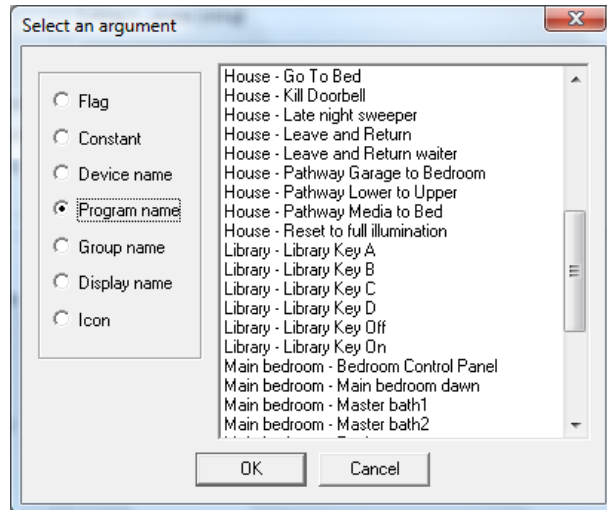 Select an argument
Flag
Constant
Device name
Program name
Group name
Display name
Icon
House - Go To Bed
House - Kill Doorbell
House - Late night sweeper
House - Leave and Return
House - Leave and Return waiter
House - Pathway Garage to Bedroom
House - Pathway Lower to Upper
House - Pathway Media to Bed
House - Reset to full illumination
Library - Library Key A
Library - Library Key B
Library - Library Key C
Library - Library Key D
Library - Library Key Off
Library - Library Key On
Main bedroom - Bedroom Control Panel
Main bedroom - Main bedroom dawn
Main bedroom - Master bath1
Main bedroom - Master bath2
OK
Cancel